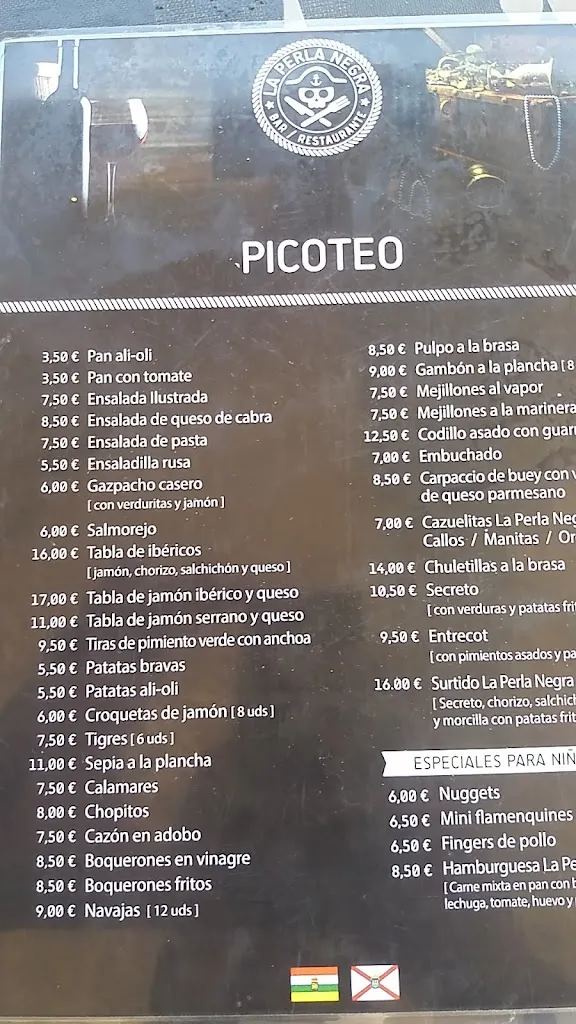 LA PERLA NEGRA
BAR / RESTAURANTE
PICOTEO
3,50 € Pan ali-oli
3,50 € Pan con tomate
7,50 € Ensalada Ilustrada
8,50 € Ensalada de queso de cabra
7,50 € Ensalada de pasta
5,50 € Ensaladilla rusa
6,00 € Gazpacho casero
[ con verduritas y jamón ]
6,00 € Salmorejo
16,00 € Tabla de ibéricos
[ jamón, chorizo, salchichón y queso ]
17,00 € Tabla de jamón ibérico y queso
11,00 € Tabla de jamón serrano y queso
9,50 € Tiras de pimiento verde con anchoa
5,50 € Patatas bravas
5,50 € Patatas ali-oli
6,00 € Croquetas de jamón [ 8 uds ]
7,50 € Tigres [ 6 uds ]
11,00 € Sepia a la plancha
7,50 € Calamares
8,00 € Chopitos
7,50 € Cazón en adobo
8,50 € Boquerones en vinagre
8,50 € Boquerones fritos
9,00 € Navajas [ 12 uds ]
8,50 € Pulpo a la brasa
9,00 € Gambón a la plancha [ 8
7,50 € Mejillones al vapor
7,50 € Mejillones a la marinera
12,50 € Codillo asado con
7,00 € Embuchado
8,50 € Carpaccio de buey con
de queso parmesano
7,00 € Cazuelitas La Perla
Callos / Manitas /
14,00 € Chuletillas a la brasa
10,50 € Secreto
[ con verduras y patatas
9,50 € Entrecot
[ con pimientos asados y
16.00 € Surtido La Perla Negra
[ Secreto, chorizo,
y morcilla con patatas
ESPECIALES PARA
6,00 € Nuggets
6,50 € Mini flamenquines
6,50 € Fingers de pollo
8,50 € Hamburguesa La
[ Carne mixta en pan con
lechuga, tomate, huevo y